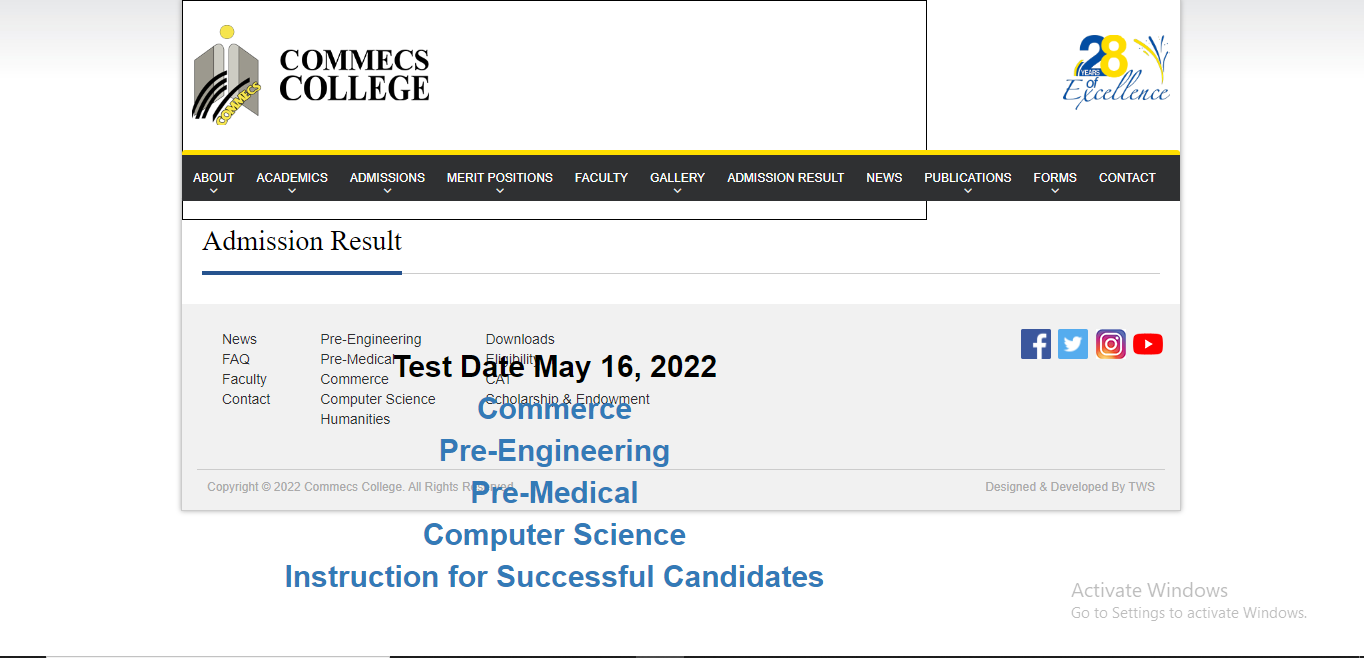 COMMECS
COLLEGE
COMMECS
28
YEARS
of
Excellence
ABOUT ACADEMICS ADMISSIONS MERIT POSITIONS FACULTY GALLERY ADMISSION RESULT NEWS PUBLICATIONS FORMS CONTACT
Admission Result
News Pre-Engineering Downloads
FAQ Pre-Medical Eligibility
Test Date May 16, 2022
Faculty Commerce CAT
Contact Computer Science Scholarship & Endowment
Commerce
Humanities
Pre-Engineering
Copyright © 2022 Commecs College. All Rights Reserved. Designed & Developed By TWS
Pre-Medical
Computer Science
Instruction for Successful Candidates
Activate Windows
Go to Settings to activate Windows.